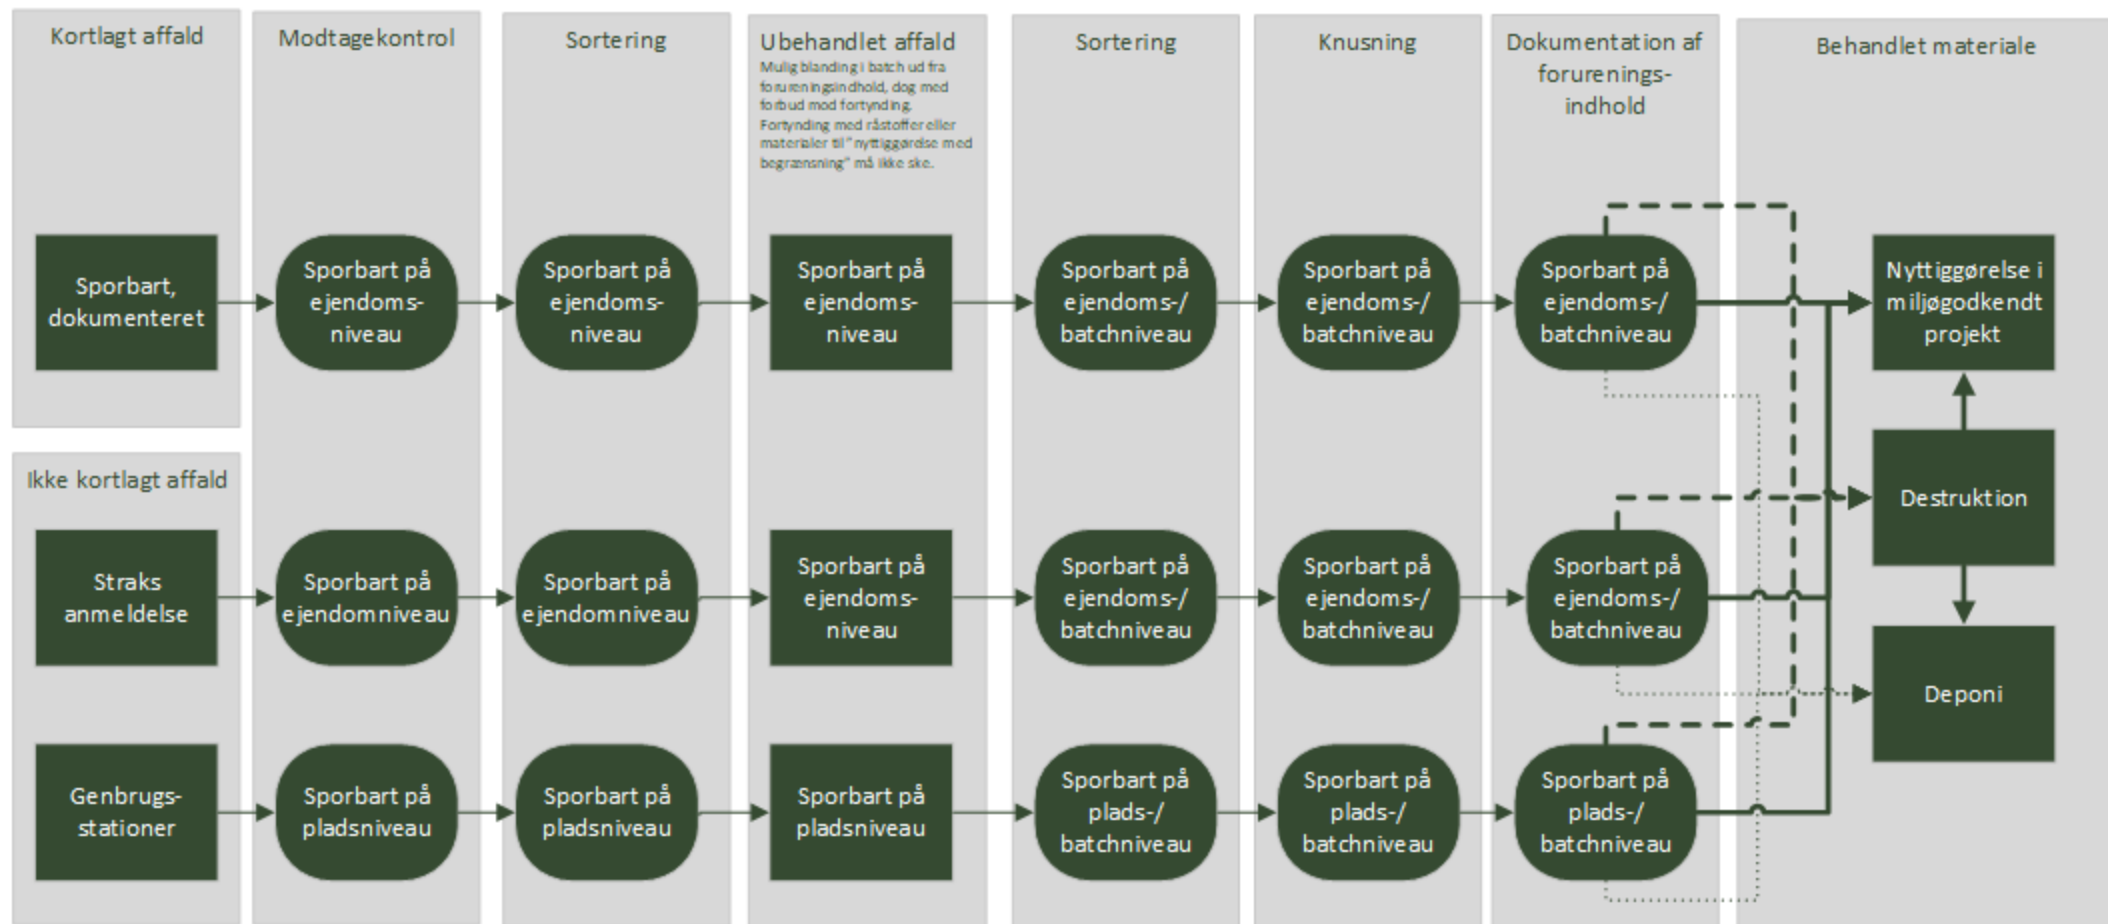 Kortlagt affald
Modtagekontrol
Sortering
Ubehandlet affald
Mulig blanding i batch ud fra
forureningsindhold, dog med
forbud mod fortynding.
Fortynding med råstoffer eller
materialer til "nyttiggørelse med
begrænsning" må ikke ske.
Sortering
Knusning
Dokumentation af
forurenings-
indhold
Behandlet materiale
Sporbart,
dokumenteret
Sporbart på
ejendoms-
niveau
Sporbart på
ejendoms-
niveau
Sporbart på
ejendoms-
niveau
Sporbart på
ejendoms-/
batchniveau
Sporbart på
ejendoms-/
batchniveau
Sporbart på
ejendoms-/
batchniveau
Nyttiggørelse i
miljøgodkendt
projekt
Ikke kortlagt affald
Destruktion
Straks
anmeldelse
Sporbart på
ejendomniveau
Sporbart på
ejendomniveau
Sporbart på
ejendoms-
niveau
Sporbart på
ejendoms-/
batchniveau
Sporbart på
ejendoms-/
batchniveau
Sporbart på
ejendoms-/
batchniveau
Deponi
Genbrugs-
stationer
Sporbart på
pladsniveau
Sporbart på
pladsniveau
Sporbart på
pladsniveau
Sporbart på
plads-/
batchniveau
Sporbart på
plads-/
batchniveau
Sporbart på
plads-/
batchniveau